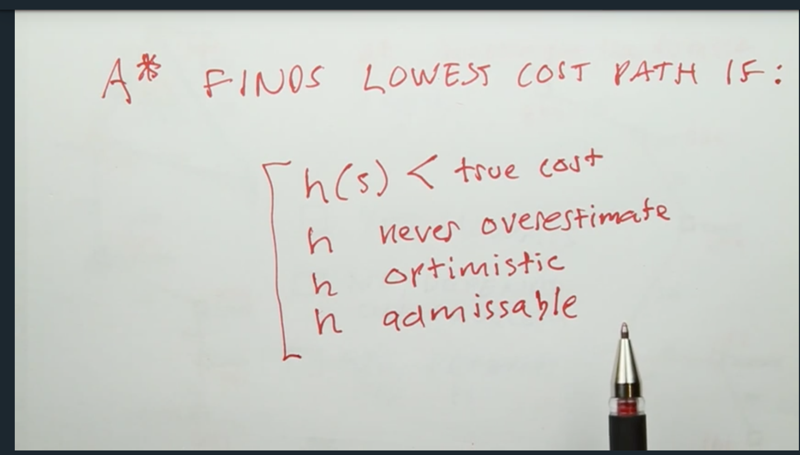 A* FINDS LOWEST COST PATH IF:
h(s) < true cost
h never overestimate
h optimistic
h admissable